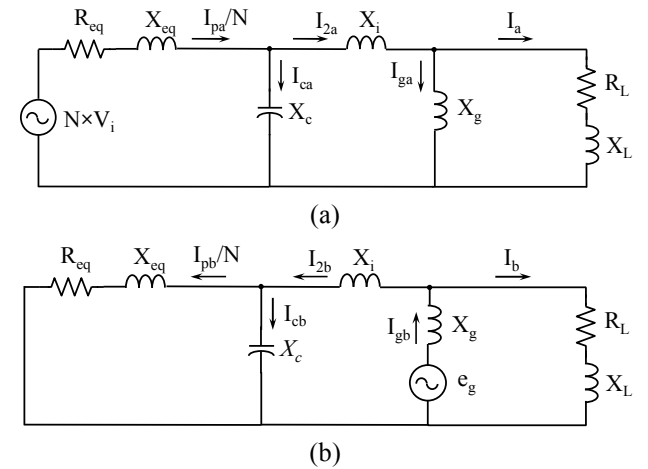 R_eq X_eq I_pa/N I_2a X_i I_a
I_ca I_ga R_L
N×V_i X_c X_g X_L
(a)
R_eq X_eq I_pb/N I_2b X_i I_b
I_cb I_gb X_g R_L
X_c e_g X_L
(b)